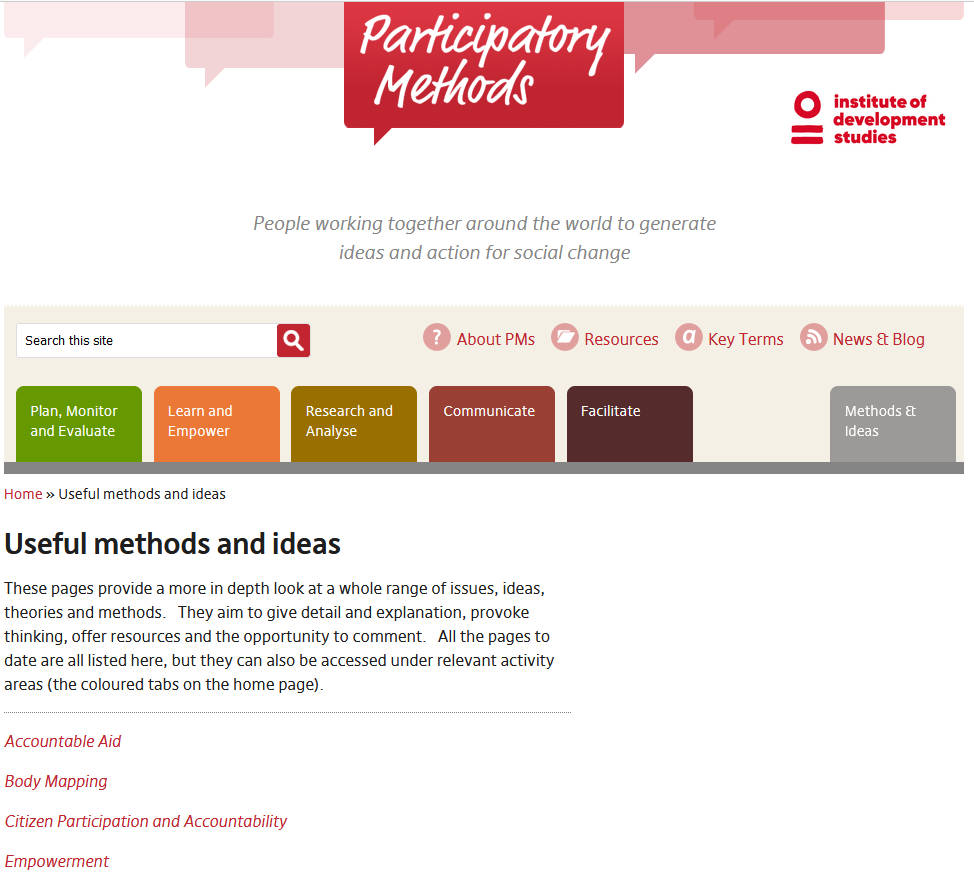 Participatory
Methods
institute of
development
studies
People working together around the world to generate
ideas and action for social change
Search this site
? About PMs
Resources
a Key Terms
News & Blog
Plan, Monitor
and Evaluate
Learn and
Empower
Research and
Analyse
Communicate
Facilitate
Methods &
Ideas
Home » Useful methods and ideas
Useful methods and ideas
These pages provide a more in depth look at a whole range of issues, ideas,
theories and methods.  They aim to give detail and explanation, provoke
thinking, offer resources and the opportunity to comment.  All the pages to
date are all listed here, but they can also be accessed under relevant activity
areas (the coloured tabs on the home page).
Accountable Aid
Body Mapping
Citizen Participation and Accountability
Empowerment